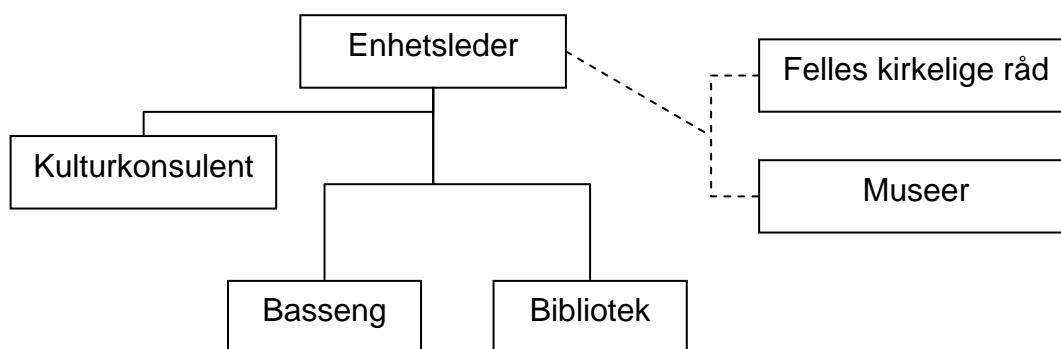 Enhetsleder
Felles kirkelige råd
Kulturkonsulent
Museer
Basseng
Bibliotek